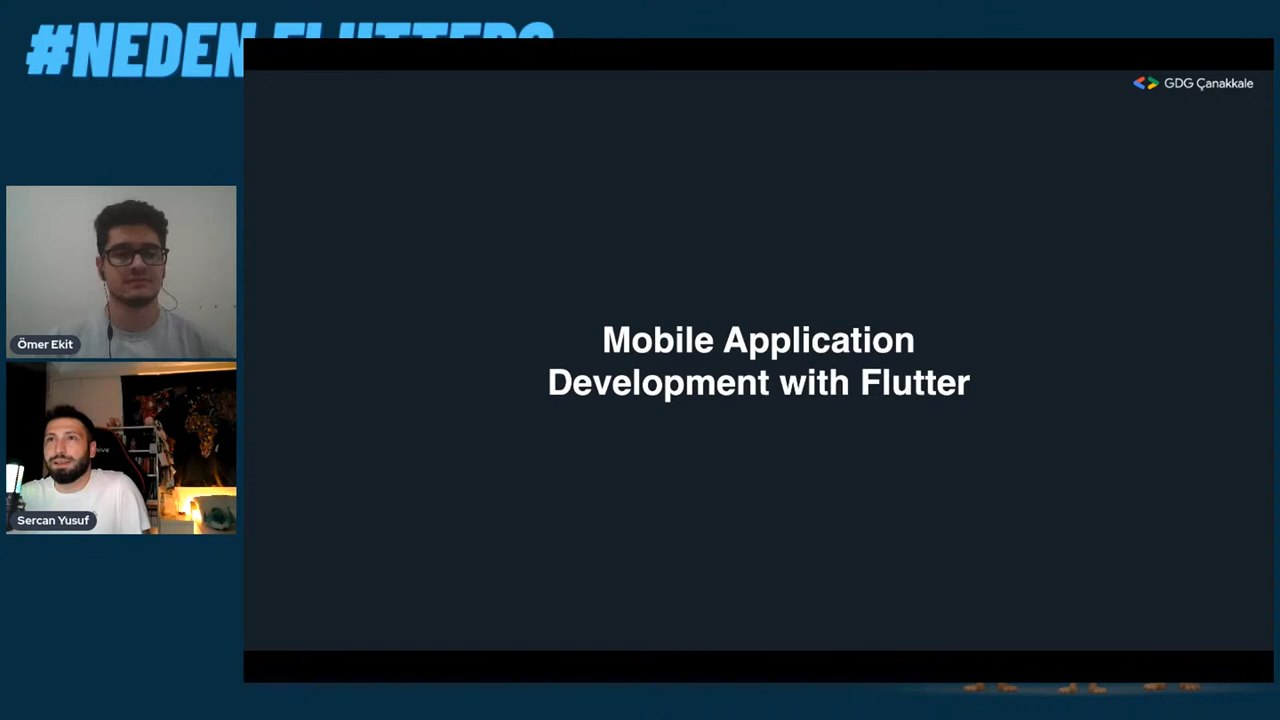 #NEDEN
GDG Çanakkale
Ömer Ekit
Sercan Yusuf
Mobile Application
Development with Flutter